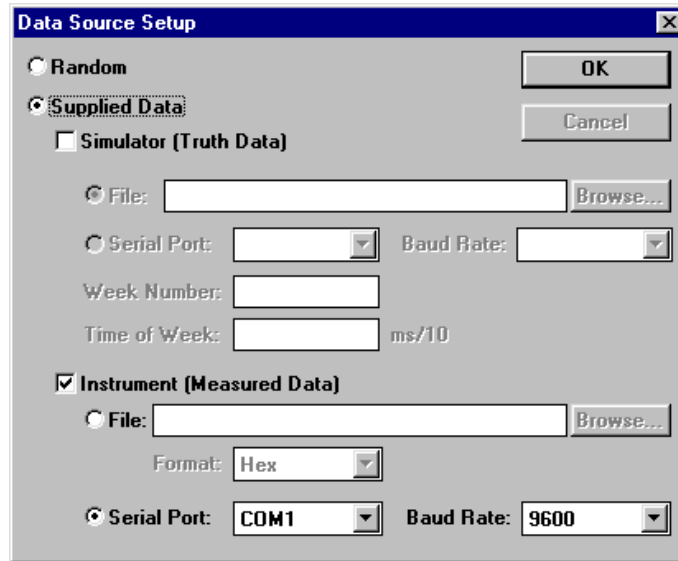 Data Source Setup
Random
OK
Supplied Data
Cancel
Simulator (Truth Data)
File: Browse...
Serial Port: Baud Rate:
Week Number:
Time of Week: ms/10
Instrument (Measured Data)
File: Browse...
Format: Hex
Serial Port: COM1 Baud Rate: 9600